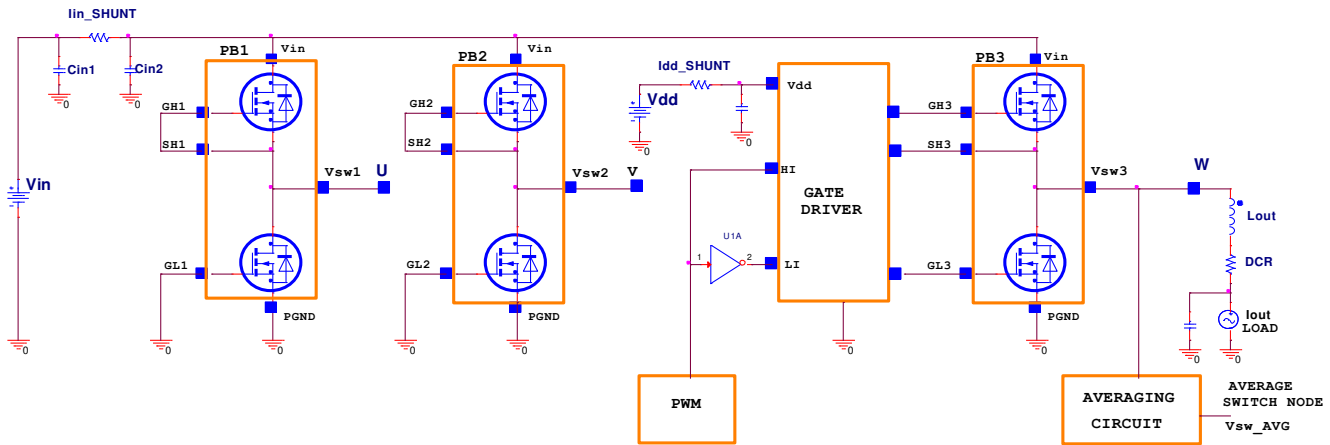 Iin_SHUNT
Cin1
Cin2
Vin
0
0
0
PB1
Vin
GH1
SH1
GL1
Vsw1
U
PGND
0
0
PB2
Vin
GH2
SH2
GL2
Vsw2
V
PGND
0
0
Idd_SHUNT
Vdd
0
0
Vdd
HI
LI
GATE
DRIVER
0
U1A
1
2
PWM
PB3
Vin
GH3
SH3
GL3
Vsw3
PGND
0
W
Lout
DCR
Iout
LOAD
0
0
AVERAGING
CIRCUIT
AVERAGE
SWITCH NODE
Vsw_AVG